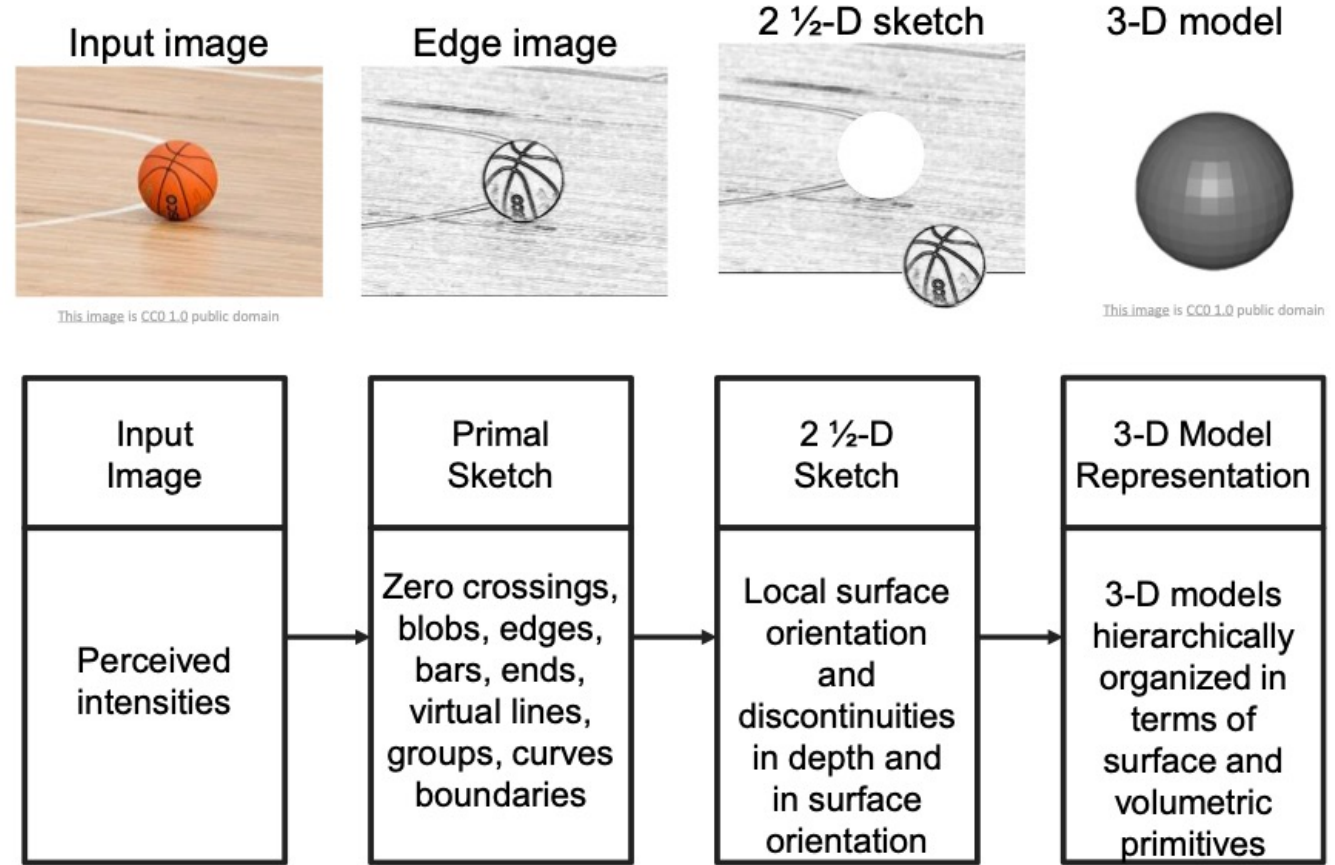 Input image
Edge image
2 ½-D sketch
3-D model
This image is CC0 1.0 public domain
This image is CC0 1.0 public domain
Input
Image
Perceived
intensities
Primal
Sketch
Zero crossings,
blobs, edges,
bars, ends,
virtual lines,
groups, curves
boundaries
2 ½-D
Sketch
Local surface
orientation
and
discontinuities
in depth and
in surface
orientation
3-D Model
Representation
3-D models
hierarchically
organized in
terms of
surface and
volumetric
primitives